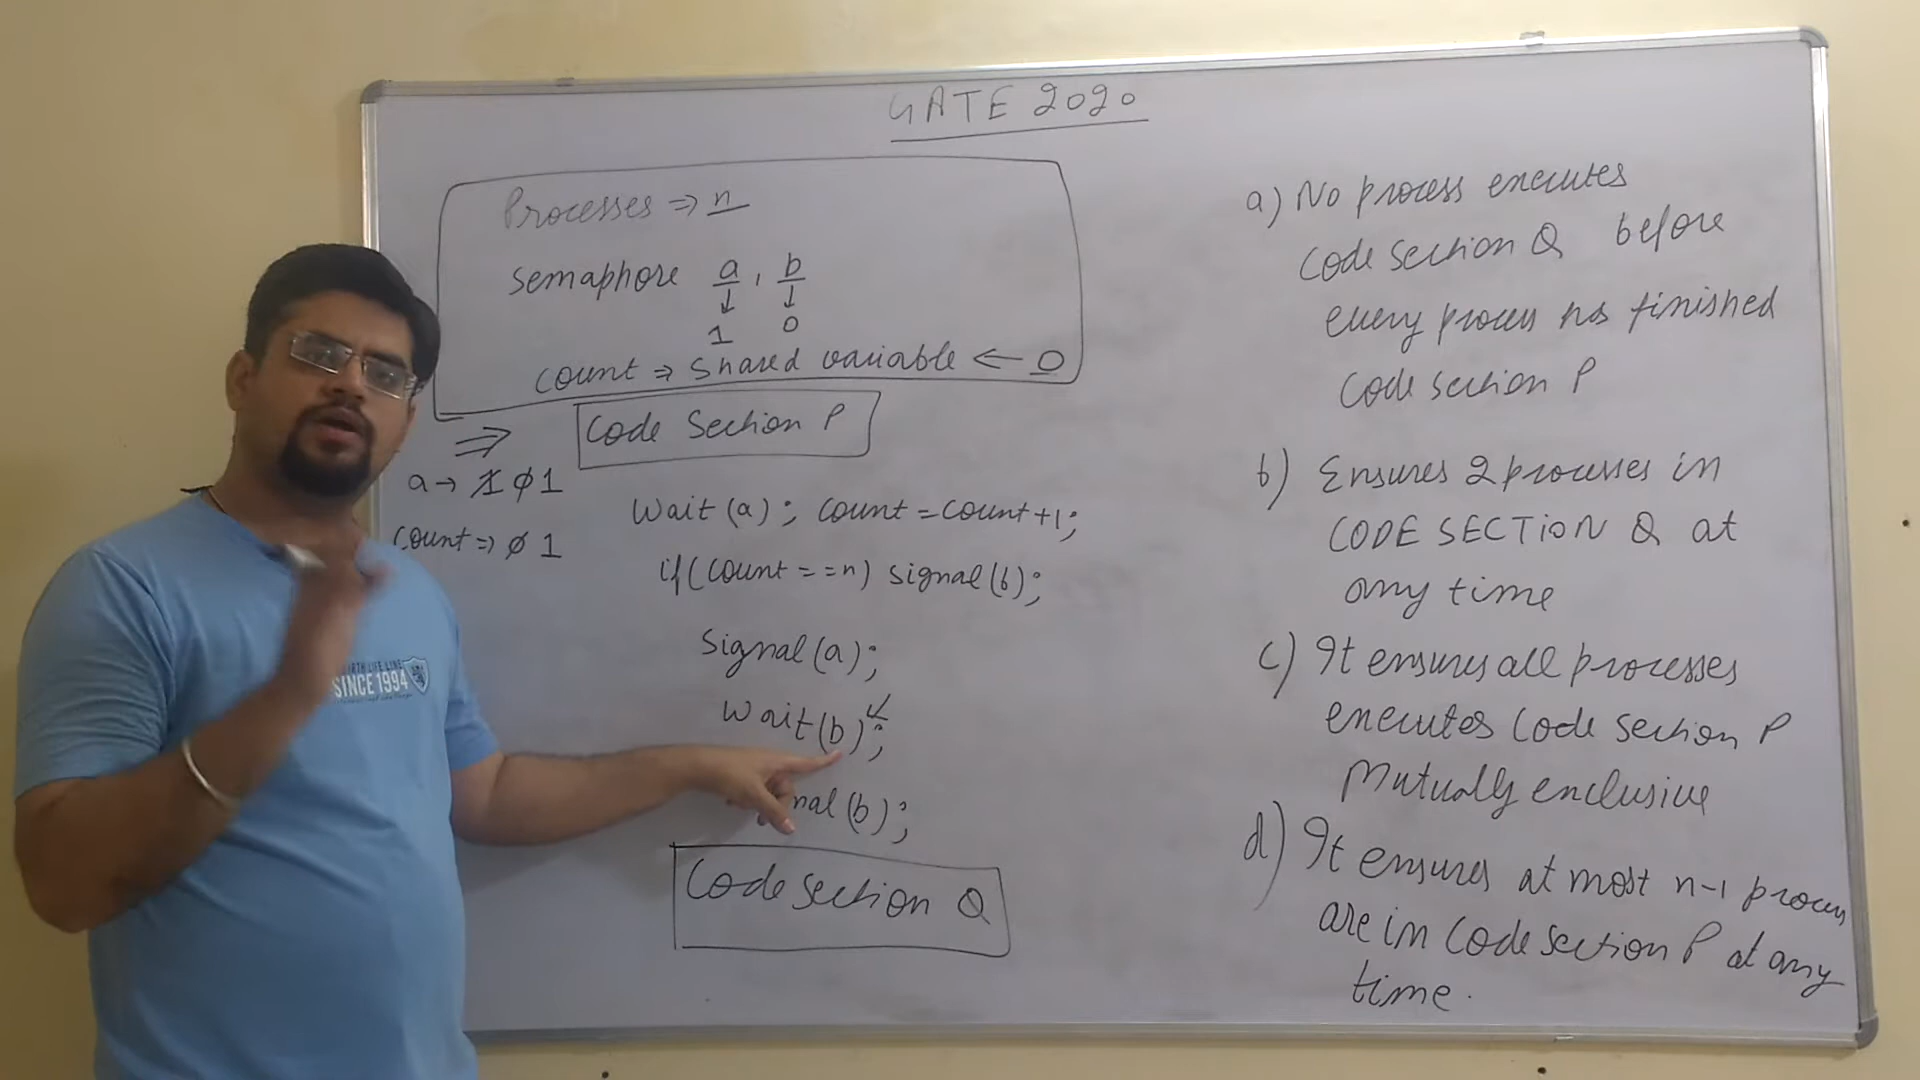 GATE 2020
Processes ⇒ n
Semaphore a, b
↓ ↓
1 0
Count ⇒ Shared variable ← 0
Code Section P
⇒
a → 1 0 1
Count ⇒ 0 1
Wait (a); Count = Count + 1;
if (Count == n) Signal (b);
Signal (a);
Wait (b);
nal (b);
Code Section Q
a) No process executes
Code Section Q before
every process has finished
Code Section P
b) Ensures 2 processes in
CODE SECTION Q at
any time
c) It ensures all processes
executes Code Section P
Mutually exclusive
d) It ensures at most n-1 process
are in Code Section P at any
time.
LIFE LINE
SINCE 1994